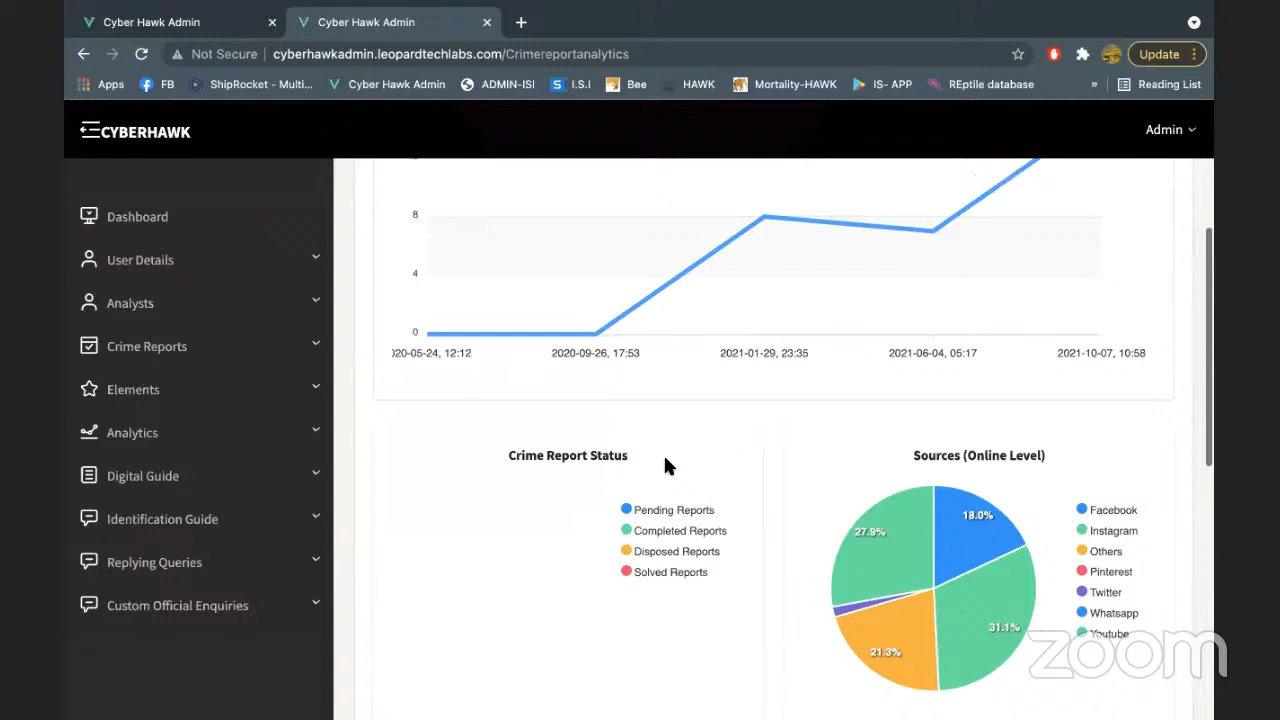 Cyber Hawk Admin
Cyber Hawk Admin
Not Secure | cyberhawkadmin.leopardtechlabs.com/Crimereportanalytics
Update
Apps FB ShipRocket - Multi... Cyber Hawk Admin ADMIN-ISI I.S.I Bee HAWK Mortality-HAWK IS- APP REptile database » Reading List
CYBERHAWK
Admin
Dashboard
User Details
Analysts
Crime Reports
Elements
Analytics
Digital Guide
Identification Guide
Replying Queries
Custom Official Enquiries
8
4
0
020-05-24, 12:12 2020-09-26, 17:53 2021-01-29, 23:35 2021-06-04, 05:17 2021-10-07, 10:58
Crime Report Status
Pending Reports
Completed Reports
Disposed Reports
Solved Reports
Sources (Online Level)
18.0%
27.9%
31.1%
21.3%
Facebook
Instagram
Others
Pinterest
Twitter
Whatsapp
Youtube
zoom